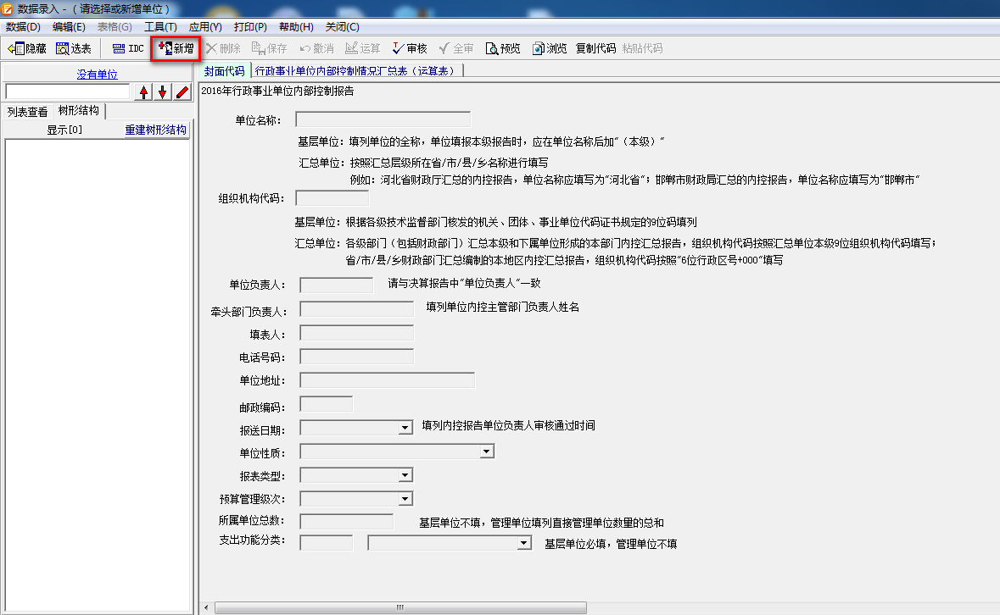 数据录入 - （请选择或新增单位）
数据(D) 编辑(E) 表格(G) 工具(T) 应用(Y) 打印(P) 帮助(H) 关闭(C)
隐藏 选表 IDC 新增 删除 保存 撤消 运算 审核 全审 预览 浏览 复制代码 粘贴代码
没有单位
列表查看 树形结构
显示[0] 重建树形结构
封面代码 行政事业单位内部控制情况汇总表（运算表）
2016年行政事业单位内部控制报告
单位名称：
基层单位：填列单位的全称，单位填报本级报告时，应在单位名称后加"（本级）"
汇总单位：按照汇总层级所在省/市/县/乡名称进行填写
例如：河北省财政厅汇总的内控报告，单位名称应填写为"河北省"；邯郸市财政局汇总的内控报告，单位名称应填写为"邯郸市"
组织机构代码：
基层单位：根据各级技术监督部门核发的机关、团体、事业单位代码证书规定的9位码填列
汇总单位：各级部门（包括财政部门）汇总本级和下属单位形成的本部门内控汇总报告，组织机构代码按照汇总单位本级9位组织机构代码填写；
省/市/县/乡财政部门汇总编制的本地区内控汇总报告，组织机构代码按照"6位行政区号+000"填写
单位负责人： 请与决算报告中"单位负责人"一致
牵头部门负责人： 填列单位内控主管部门负责人姓名
填表人：
电话号码：
单位地址：
邮政编码：
报送日期： 填列内控报告单位负责人审核通过时间
单位性质：
报表类型：
预算管理级次：
所属单位总数： 基层单位不填，管理单位填列直接管理单位数量的总和
支出功能分类： 基层单位必填，管理单位不填